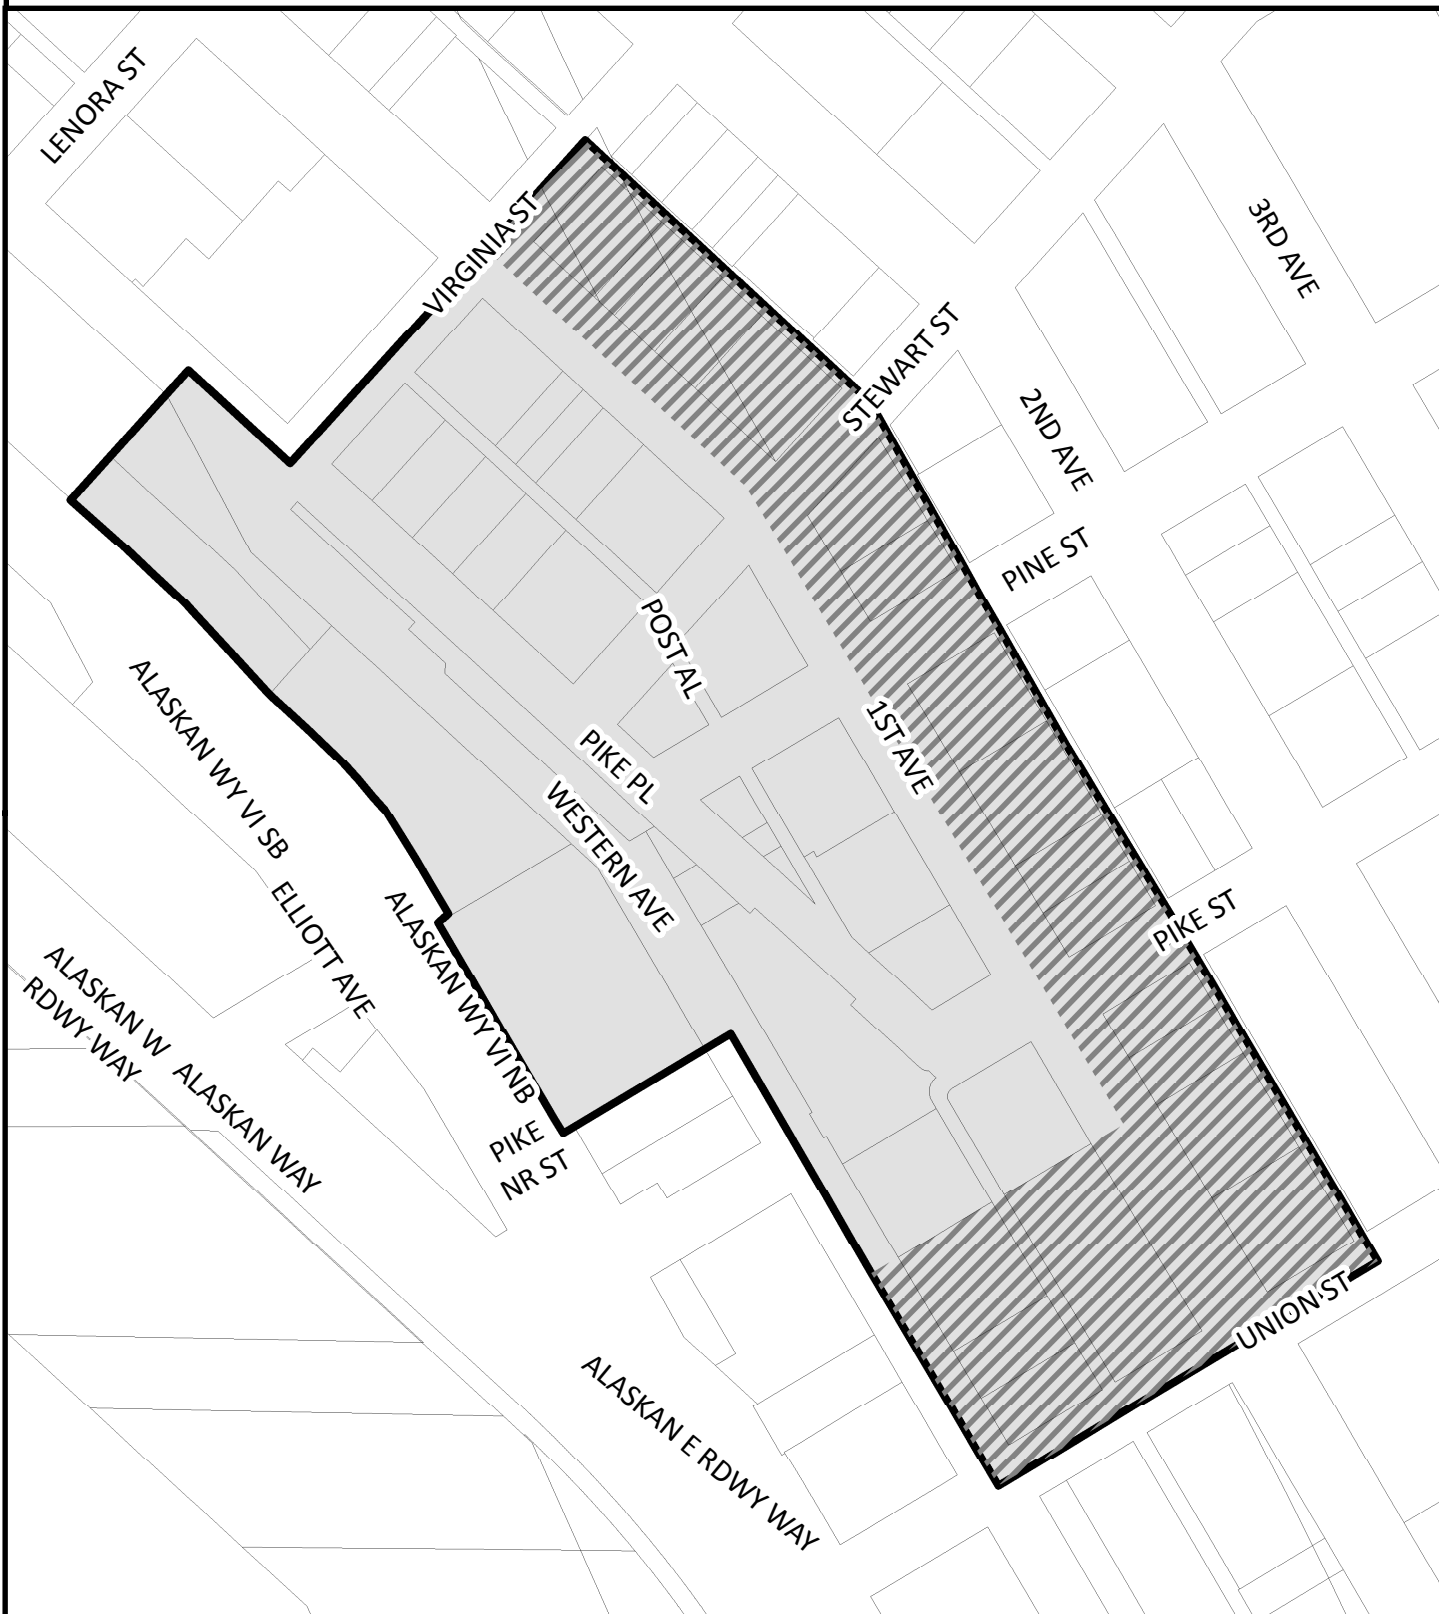 LENORA ST
VIRGINIA ST
3RD AVE
STEWART ST
2ND AVE
PINE ST
POST AL
1ST AVE
PIKE PL
WESTERN AVE
ALASKAN WY VI SB
ELLIOTT AVE
ALASKAN WY VI NB
PIKE ST
ALASKAN W
RDWY WAY
ALASKAN WAY
PIKE
NR ST
UNION ST
ALASKAN E RDWY WAY